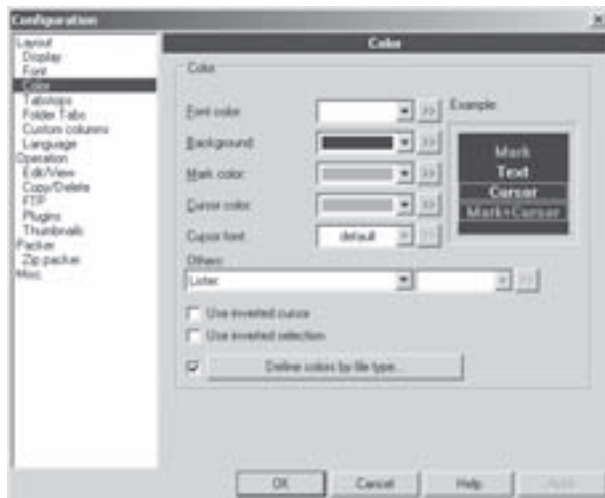 Configuration
Layout
Display
Font
Color
Tabstops
Folder Tabs
Custom columns
Language
Operation
Edit/View
Copy/Delete
FTP
Plugins
Thumbnails
Packer
Zip packer
Misc.
Color
Color
Font color:
>>
Example:
Background:
>>
Mark color:
>>
Cursor color:
>>
Cursor font:
default
>>
Mark
Text
Cursor
Mark+Cursor
Others:
Lister:
>>
Use inverted cursor
Use inverted selection
Define colors by file type...
OK
Cancel
Help
Apply